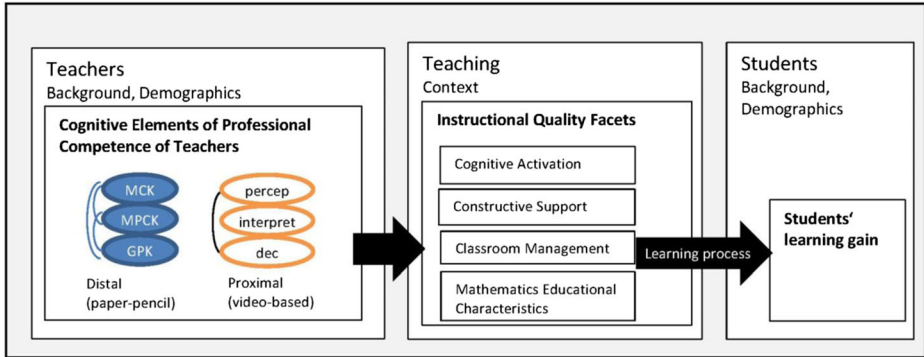 Teachers
Background, Demographics
Cognitive Elements of Professional
Competence of Teachers
MCK
MPCK
GPK
Distal
(paper-pencil)
percep
interpret
dec
Proximal
(video-based)
Teaching
Context
Instructional Quality Facets
Cognitive Activation
Constructive Support
Classroom Management
Mathematics Educational
Characteristics
Learning process
Students
Background,
Demographics
Students‘
learning gain